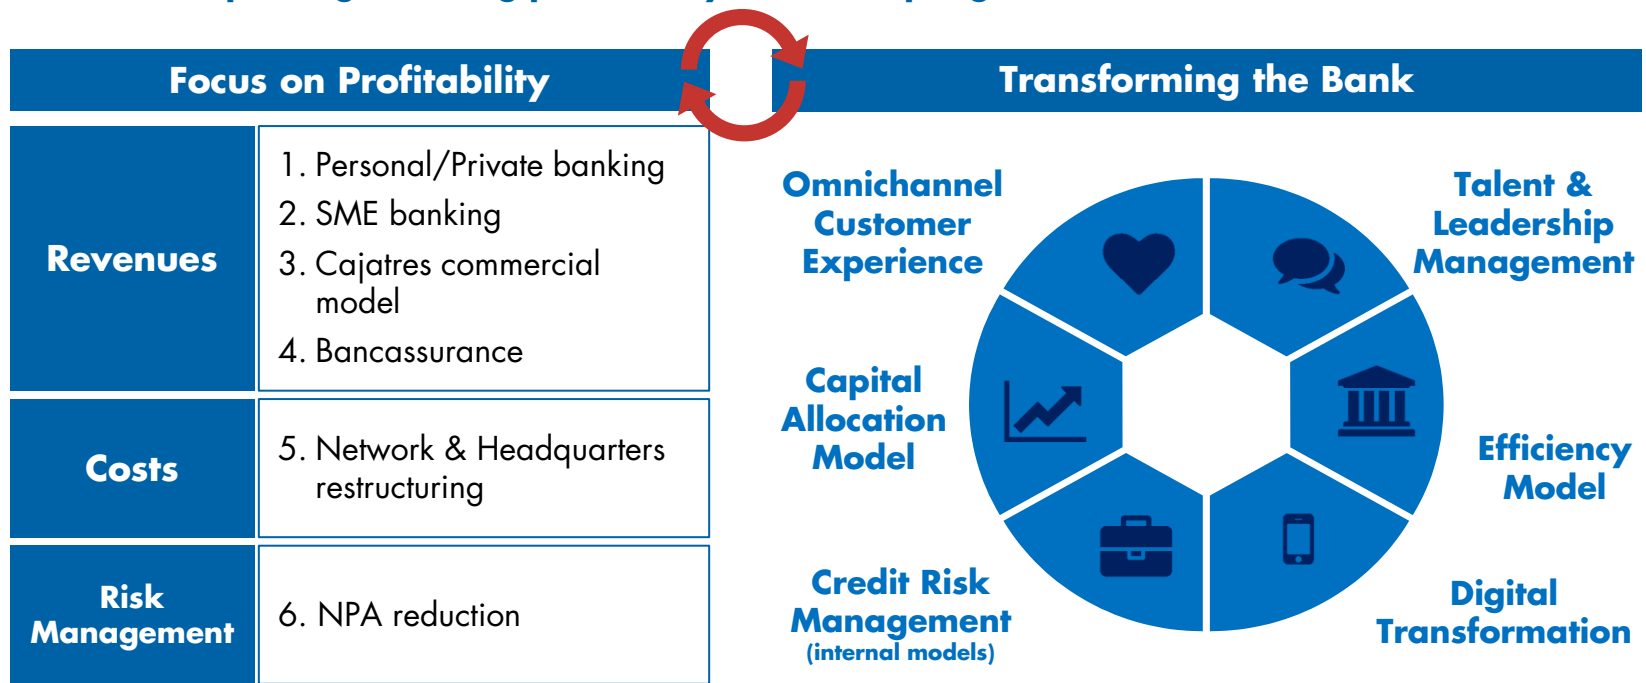 Focus on Profitability
Revenues
1. Personal/Private banking
2. SME banking
3. Cajatres commercial
model
4. Bancassurance
Costs
5. Network & Headquarters
restructuring
Risk
Management
6. NPA reduction
Transforming the Bank
Omnichannel
Customer
Experience
Talent &
Leadership
Management
Capital
Allocation
Model
Efficiency
Model
Credit Risk
Management
(internal models)
Digital
Transformation